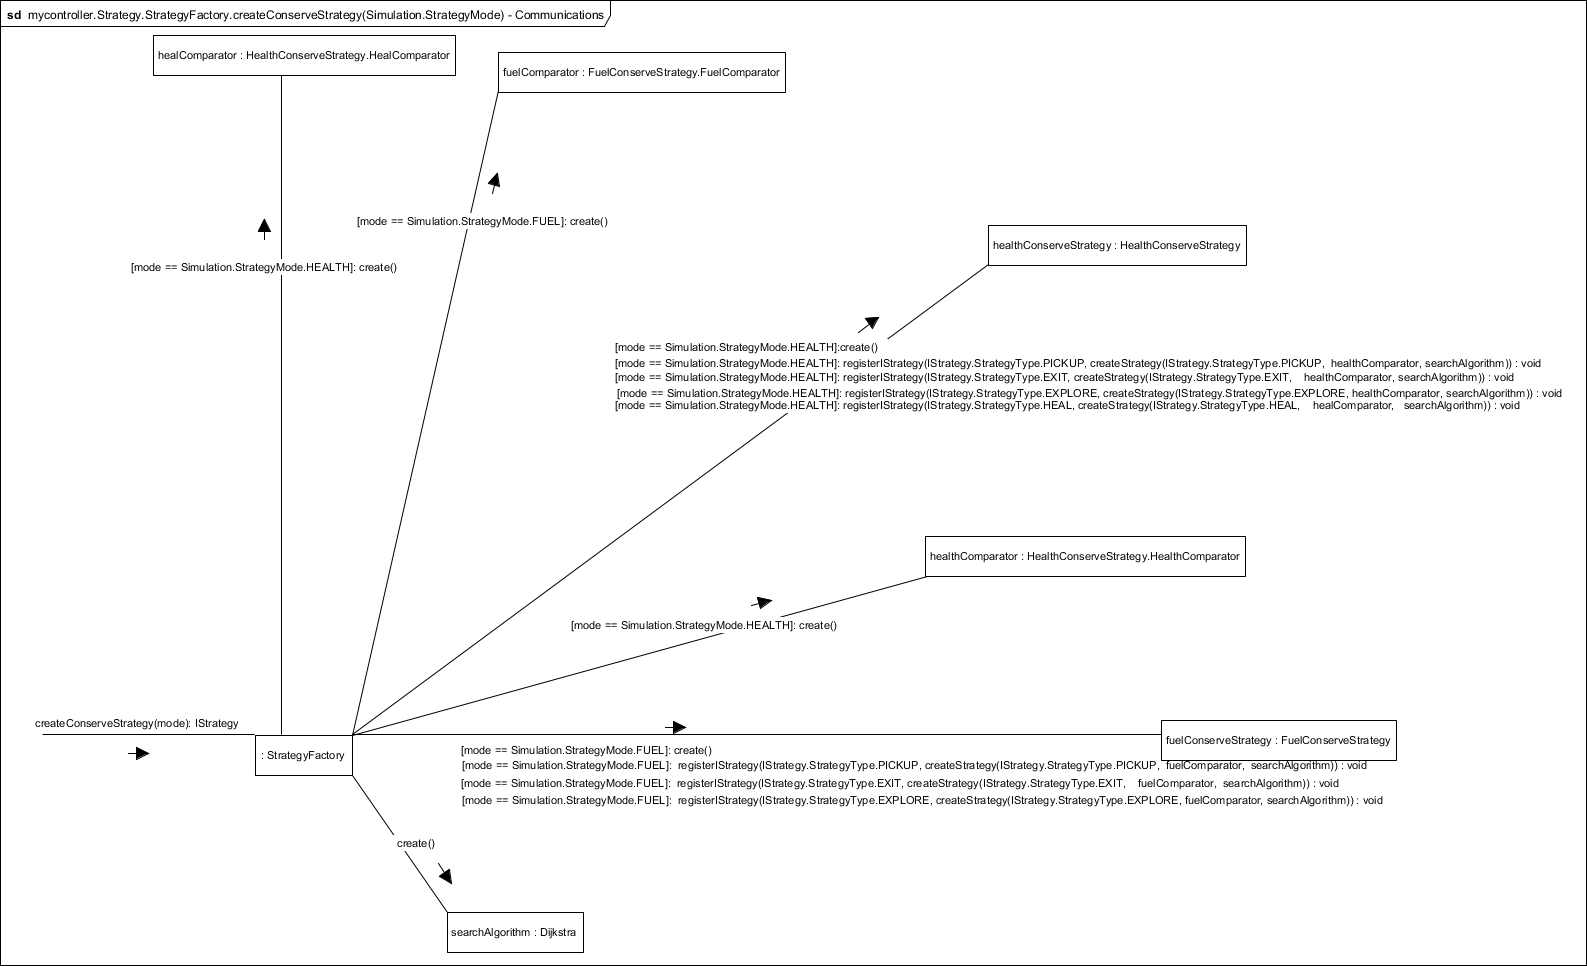 sd mycontroller.Strategy.StrategyFactory.createConserveStrategy(Simulation.StrategyMode) - Communications
healComparator : HealthConserveStrategy.HealComparator
fuelComparator : FuelConserveStrategy.FuelComparator
[mode == Simulation.StrategyMode.FUEL]: create()
healthConserveStrategy : HealthConserveStrategy
[mode == Simulation.StrategyMode.HEALTH]: create()
[mode == Simulation.StrategyMode.HEALTH]:create()
[mode == Simulation.StrategyMode.HEALTH]: registerIStrategy(IStrategy.StrategyType.PICKUP, createStrategy(IStrategy.StrategyType.PICKUP, healthComparator, searchAlgorithm)) : void
[mode == Simulation.StrategyMode.HEALTH]: registerIStrategy(IStrategy.StrategyType.EXIT, createStrategy(IStrategy.StrategyType.EXIT, healthComparator, searchAlgorithm)) : void
[mode == Simulation.StrategyMode.HEALTH]: registerIStrategy(IStrategy.StrategyType.EXPLORE, createStrategy(IStrategy.StrategyType.EXPLORE, healthComparator, searchAlgorithm)) : void
[mode == Simulation.StrategyMode.HEALTH]: registerIStrategy(IStrategy.StrategyType.HEAL, createStrategy(IStrategy.StrategyType.HEAL, healComparator, searchAlgorithm)) : void
healthComparator : HealthConserveStrategy.HealthComparator
[mode == Simulation.StrategyMode.HEALTH]: create()
createConserveStrategy(mode): IStrategy
: StrategyFactory
fuelConserveStrategy : FuelConserveStrategy
[mode == Simulation.StrategyMode.FUEL]: create()
[mode == Simulation.StrategyMode.FUEL]: registerIStrategy(IStrategy.StrategyType.PICKUP, createStrategy(IStrategy.StrategyType.PICKUP, fuelComparator, searchAlgorithm)) : void
[mode == Simulation.StrategyMode.FUEL]: registerIStrategy(IStrategy.StrategyType.EXIT, createStrategy(IStrategy.StrategyType.EXIT, fuelComparator, searchAlgorithm)) : void
[mode == Simulation.StrategyMode.FUEL]: registerIStrategy(IStrategy.StrategyType.EXPLORE, createStrategy(IStrategy.StrategyType.EXPLORE, fuelComparator, searchAlgorithm)) : void
create()
searchAlgorithm : Dijkstra